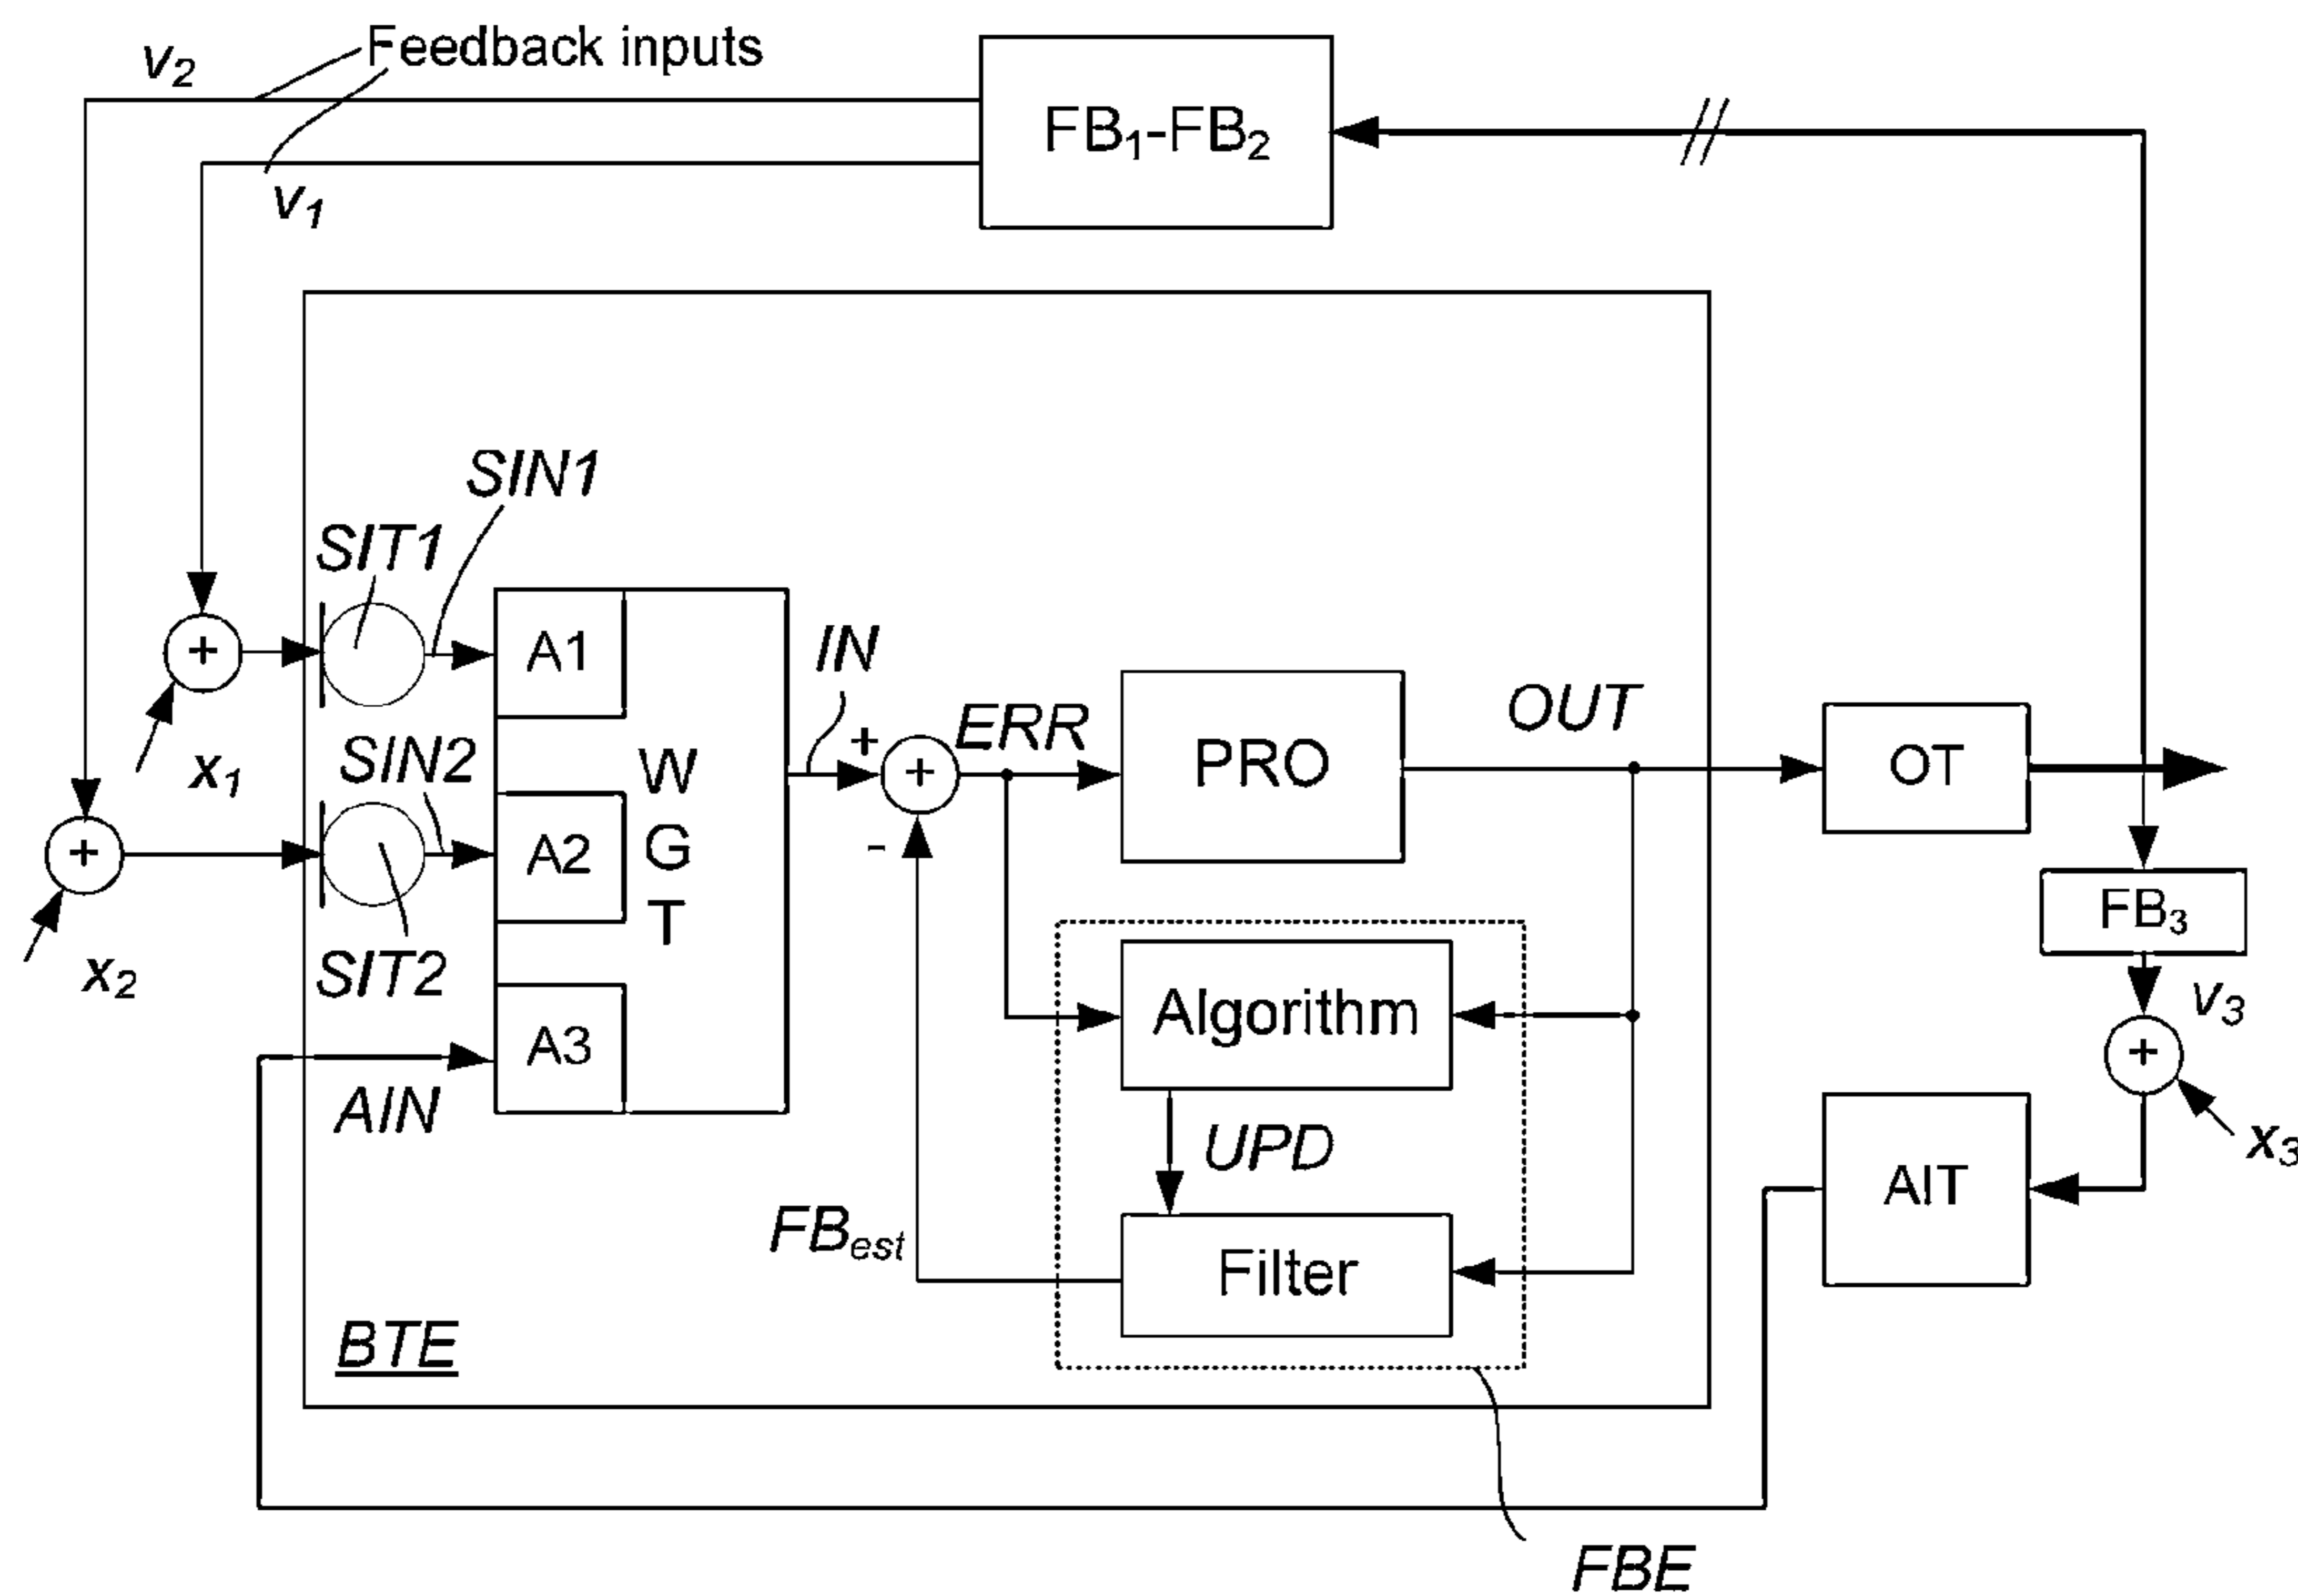 v2
Feedback inputs
v1
FB1-FB2
SIN1
SIT1
A1
IN
+
x1
SIN2
+
ERR
PRO
OUT
OT
W
G
T
+
-
+
A2
x2
SIT2
FB3
v3
Algorithm
+
A3
AIN
UPD
AIT
x3
FBest
Filter
BTE
FBE